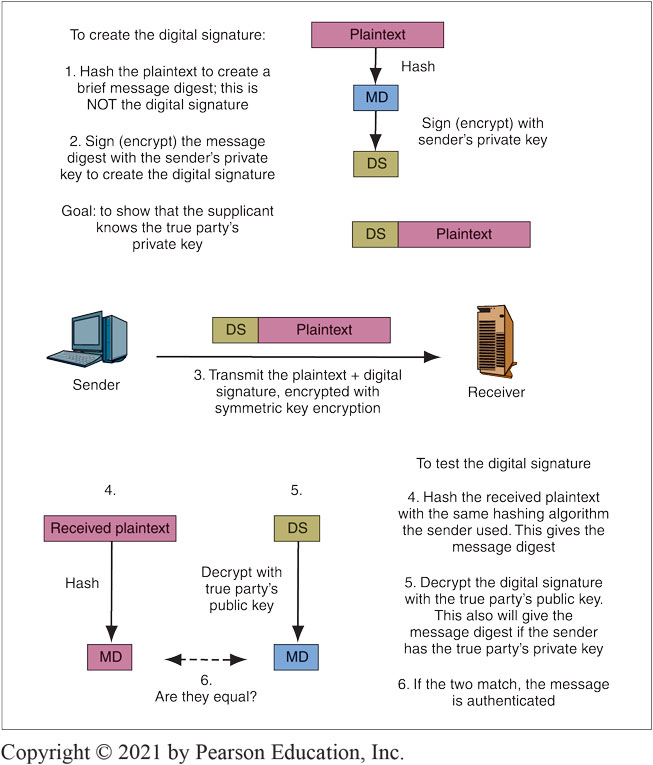 To create the digital signature:
1. Hash the plaintext to create a
brief message digest; this is
NOT the digital signature
2. Sign (encrypt) the message
digest with the sender's private
key to create the digital signature
Goal: to show that the supplicant
knows the true party's
private key
Plaintext
Hash
MD
Sign (encrypt) with
sender's private key
DS
DS Plaintext
DS Plaintext
Sender
3. Transmit the plaintext + digital
signature, encrypted with
symmetric key encryption
Receiver
4.
Received plaintext
Hash
MD
5.
DS
Decrypt with
true party's
public key
MD
6.
Are they equal?
To test the digital signature
4. Hash the received plaintext
with the same hashing algorithm
the sender used. This gives the
message digest
5. Decrypt the digital signature
with the true party's public key.
This also will give the
message digest if the sender
has the true party's private key
6. If the two match, the message
is authenticated
Copyright © 2021 by Pearson Education, Inc.